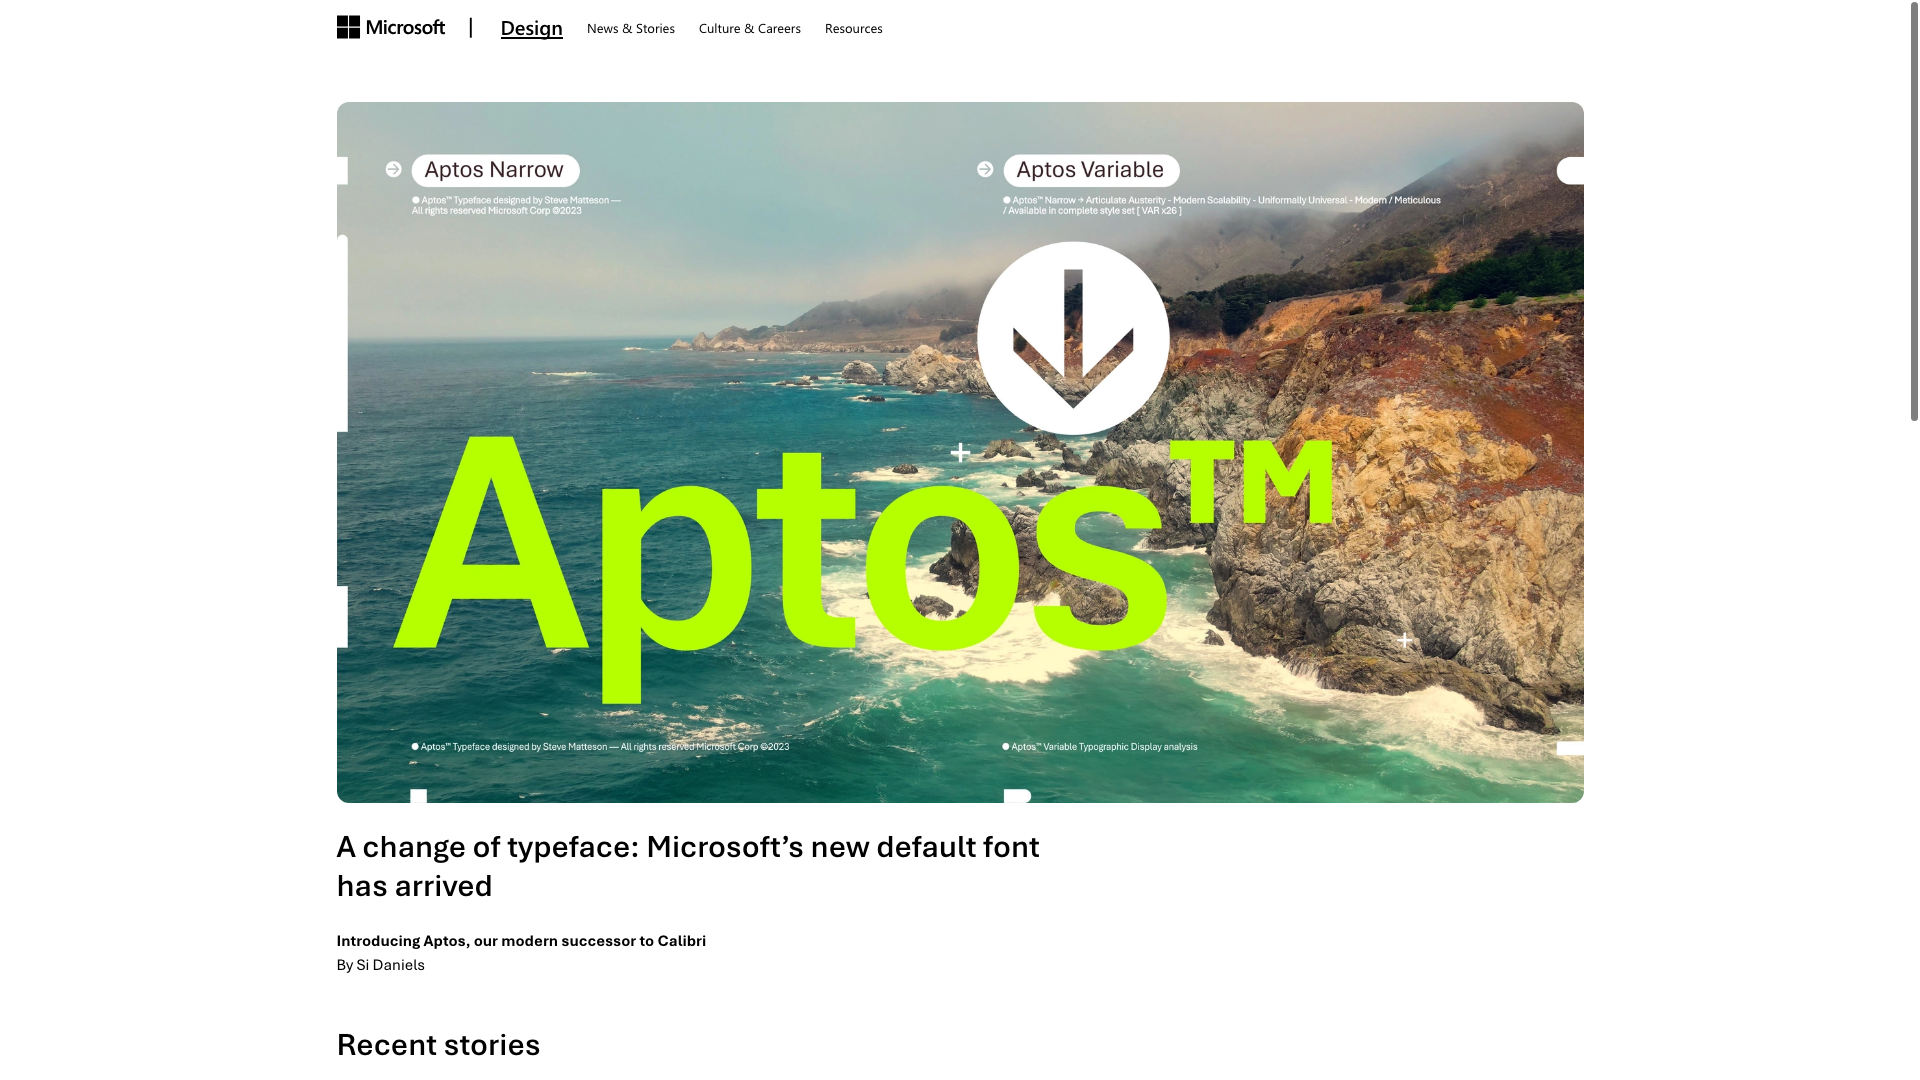 Microsoft
Design
News & Stories
Culture & Careers
Resources
Aptos Narrow
Aptos™ Typeface designed by Steve Matteson —
All rights reserved Microsoft Corp ©2023
Aptos Variable
Aptos™ Narrow → Articulate Austerity - Modern Scalability - Uniformally Universal - Modern / Meticulous
/ Available in complete style set [ VAR x26 ]
Aptos™
Aptos™ Typeface designed by Steve Matteson — All rights reserved Microsoft Corp ©2023
Aptos™ Variable Typographic Display analysis
A change of typeface: Microsoft’s new default font
has arrived
Introducing Aptos, our modern successor to Calibri
By Si Daniels
Recent stories